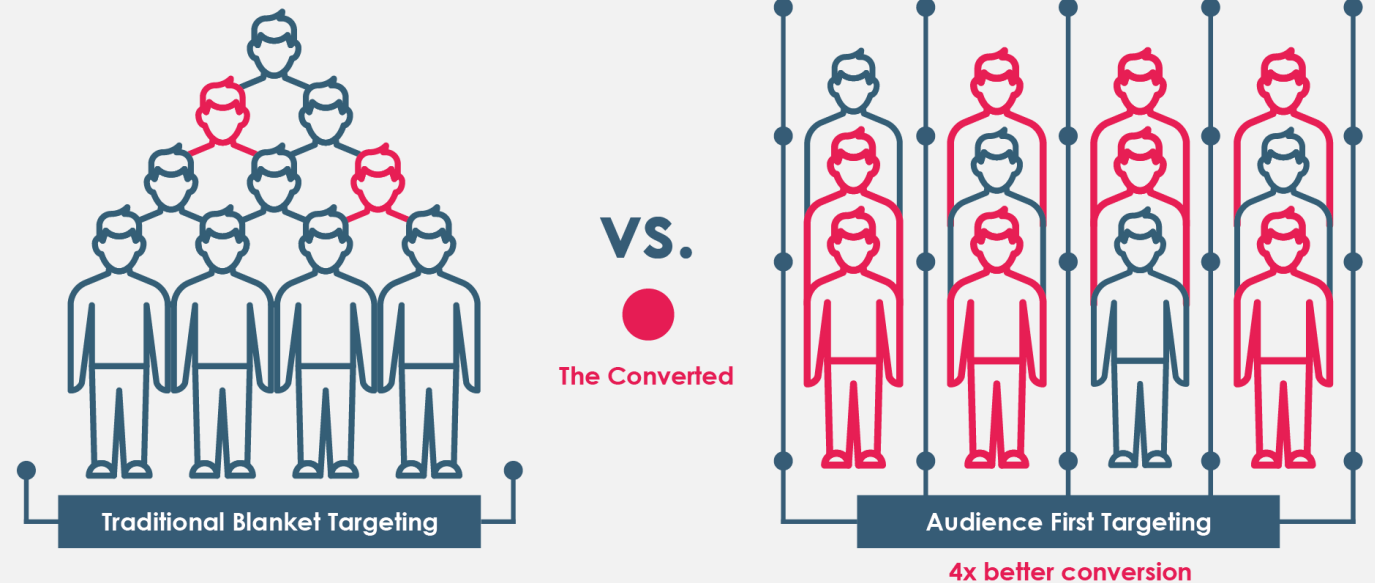 vs.
The Converted
Traditional Blanket Targeting
Audience First Targeting
4x better conversion